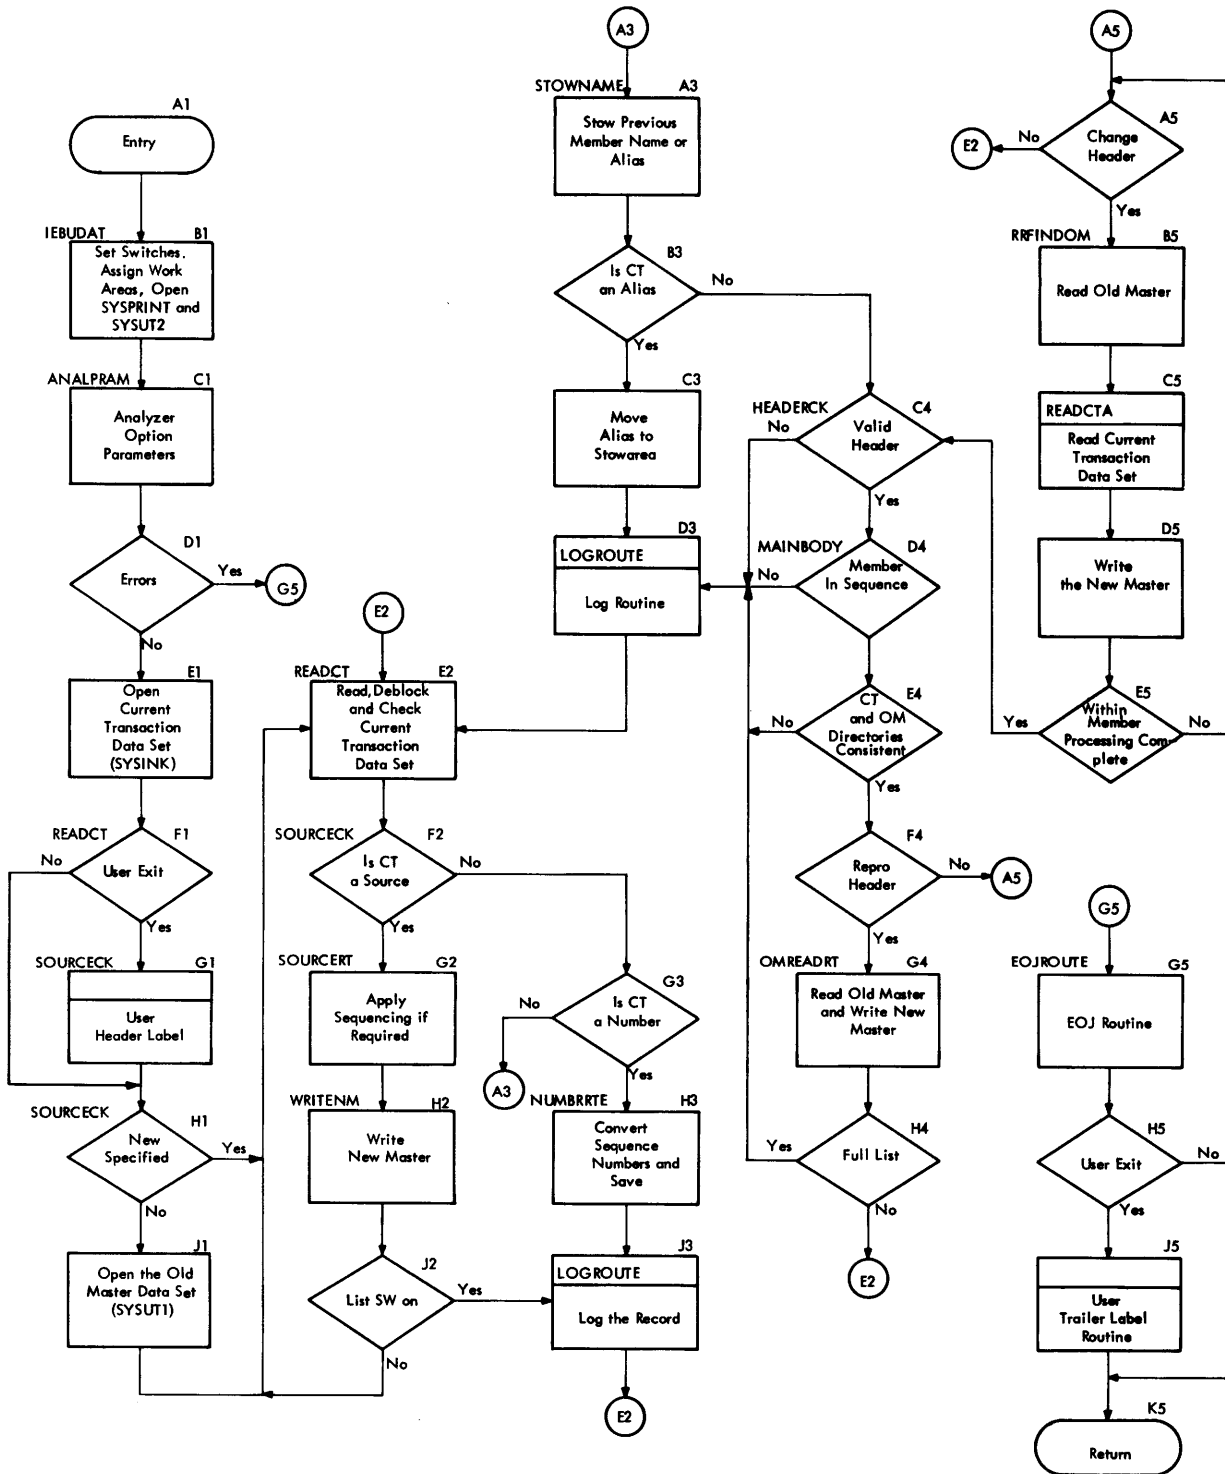 A1
Entry
IEBUDAT
B1
Set Switches.
Assign Work
Areas, Open
SYSPRINT and
SYSUT2
ANALPRAM
C1
Analyzer
Option
Parameters
D1
Errors
Yes
G5
No
E1
Open
Current
Transaction
Data Set
(SYSINK)
READCT
F1
No
User Exit
Yes
SOURCECK
G1
User
Header Label
SOURCECK
H1
New
Specified
Yes
No
J1
Open the Old
Master Data Set
(SYSUT1)
E2
READCT
E2
Read, Deblock
and Check
Current
Transaction
Data Set
SOURCECK
F2
Is CT
a Source
No
Yes
SOURCERT
G2
Apply
Sequencing if
Required
WRITENM
H2
Write
New Master
J2
List SW on
Yes
No
A3
STOWNAME
A3
Stow Previous
Member Name or
Alias
B3
Is CT
an Alias
No
Yes
C3
Move
Alias to
Stowarea
D3
LOGROUTE
Log Routine
G3
Is CT
a Number
No
A3
Yes
NUMBRRTE
H3
Convert
Sequence
Numbers and
Save
J3
LOGROUTE
Log the Record
E2
HEADERCK
C4
No
Valid
Header
Yes
MAINBODY
D4
No
Member
In Sequence
E4
CT
and OM
Directories
Consistent
No
Yes
F4
Repro
Header
No
A5
Yes
OMREADRT
G4
Read Old Master
and Write New
Master
H4
Yes
Full List
No
E2
A5
A5
Change
Header
No
E2
Yes
RRFINDOM
B5
Read Old Master
C5
READCTA
Read Current
Transaction
Data Set
D5
Write
the New Master
E5
Within
Member
Processing Com-
plete
Yes
No
G5
EOJROUTE
G5
EOJ Routine
H5
User Exit
No
Yes
J5
User
Trailer Label
Routine
K5
Return